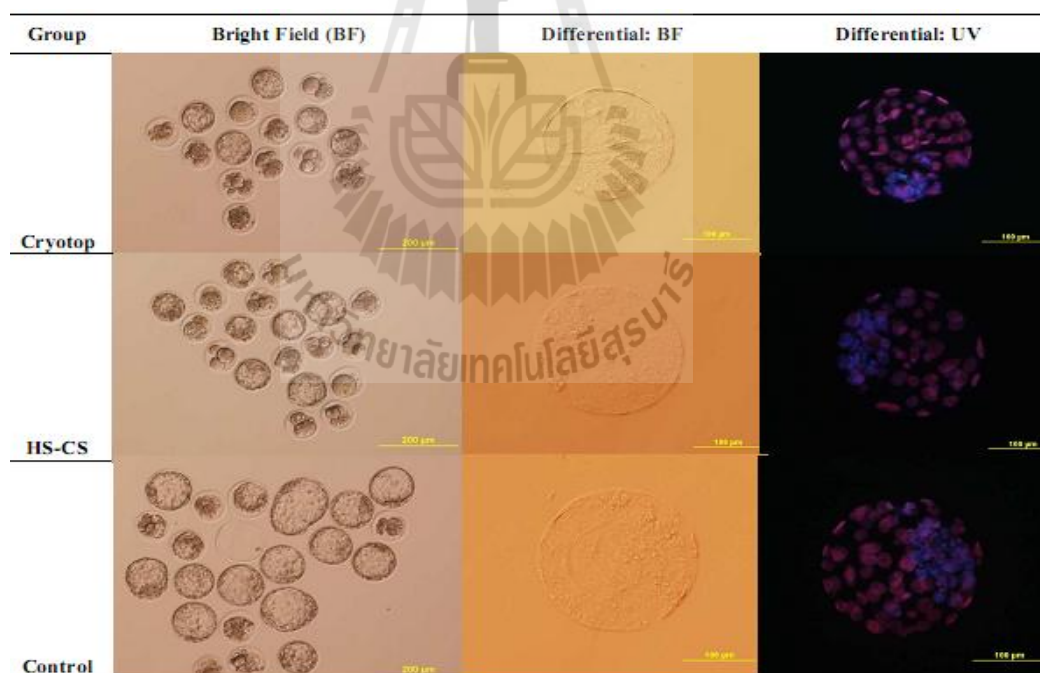 Group Bright Field (BF) Differential: BF Differential: UV
Cryotop
200 µm
100 µm
100 µm
HS-CS
200 µm
100 µm
100 µm
Control
200 µm
100 µm
100 µm
มหาวิทยาลัยเทคโนโลยีสุรนารี